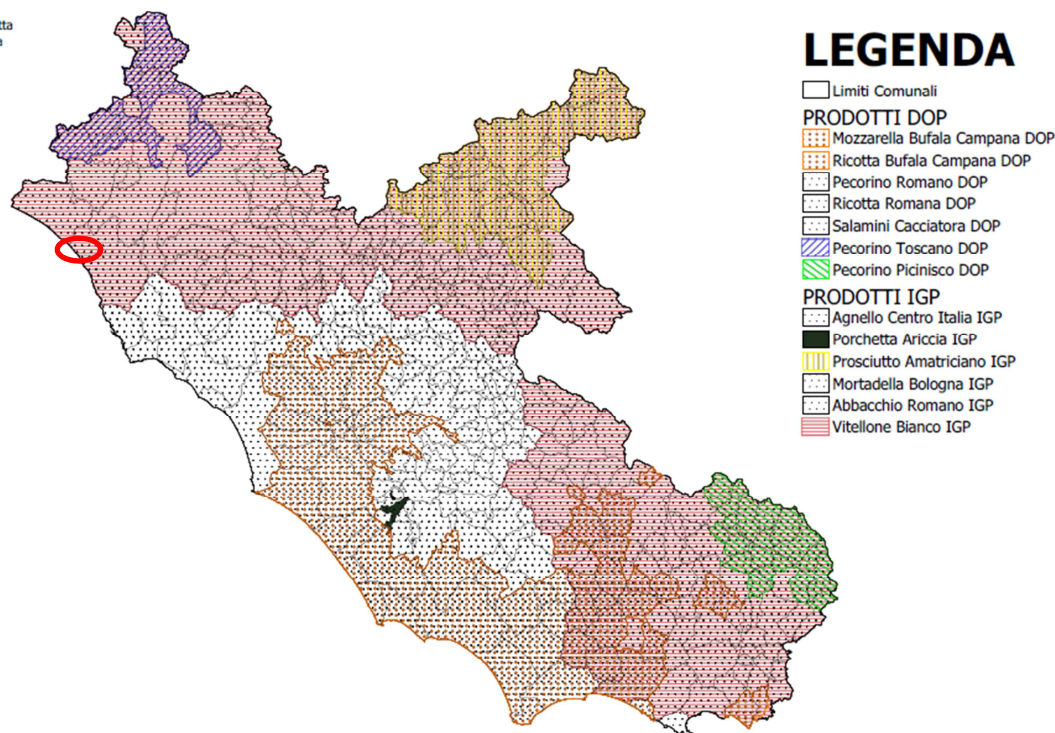 tta
a
LEGENDA
Limiti Comunali
PRODOTTI DOP
Mozzarella Bufala Campana DOP
Ricotta Bufala Campana DOP
Pecorino Romano DOP
Ricotta Romana DOP
Salamini Cacciatora DOP
Pecorino Toscano DOP
Pecorino Picinisco DOP
PRODOTTI IGP
Agnello Centro Italia IGP
Porchetta Ariccia IGP
Prosciutto Amatriciano IGP
Mortadella Bologna IGP
Abbacchio Romano IGP
Vitellone Bianco IGP